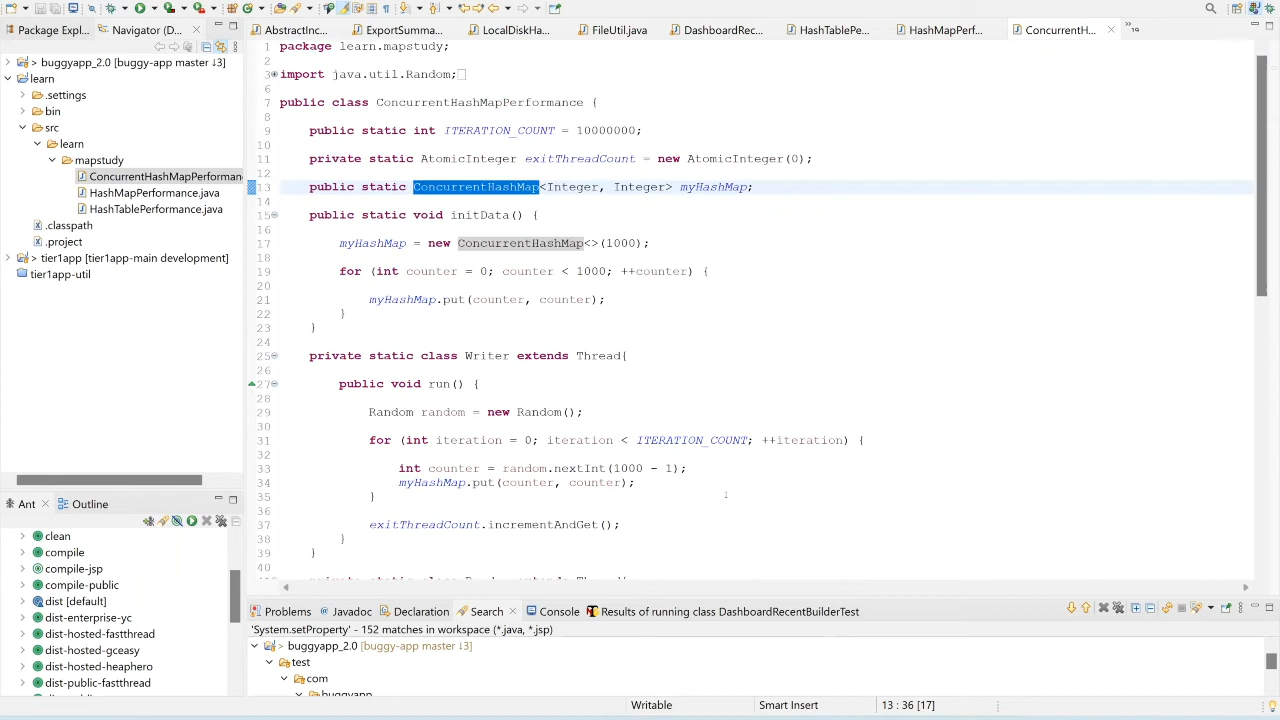 Package Expl...
Navigator (D...
> buggyapp_2.0 [buggy-app master ↓3]
learn
.settings
bin
src
learn
mapstudy
ConcurrentHashMapPerforman
HashMapPerformance.java
HashTablePerformance.java
.classpath
.project
> tier1app [tier1app-main development]
tier1app-util
Ant
Outline
clean
compile
compile-jsp
compile-public
dist [default]
dist-enterprise-yc
dist-hosted-fastthread
dist-hosted-gceasy
dist-hosted-heaphero
dist-public-fastthread
AbstractInc...
ExportSumma...
LocalDiskHa...
FileUtil.java
DashboardRec...
HashTablePe...
HashMapPerf...
ConcurrentH...
»19
1 package learn.mapstudy;
2
3 import java.util.Random;
6
7 public class ConcurrentHashMapPerformance {
8
9 public static int ITERATION_COUNT = 10000000;
10
11 private static AtomicInteger exitThreadCount = new AtomicInteger(0);
12
13 public static ConcurrentHashMap<Integer, Integer> myHashMap;
14
15 public static void initData() {
16
17 myHashMap = new ConcurrentHashMap<>(1000);
18
19 for (int counter = 0; counter < 1000; ++counter) {
20
21 myHashMap.put(counter, counter);
22 }
23 }
24
25 private static class Writer extends Thread{
26
27 public void run() {
28
29 Random random = new Random();
30
31 for (int iteration = 0; iteration < ITERATION_COUNT; ++iteration) {
32
33 int counter = random.nextInt(1000 - 1);
34 myHashMap.put(counter, counter);
35 }
36
37 exitThreadCount.incrementAndGet();
38 }
39 }
Problems
Javadoc
Declaration
Search
Console
Results of running class DashboardRecentBuilderTest
'System.setProperty' - 152 matches in workspace (*.java, *.jsp)
> buggyapp_2.0 [buggy-app master ↓3]
test
com
buggyapp
Writable
Smart Insert
13 : 36 [17]